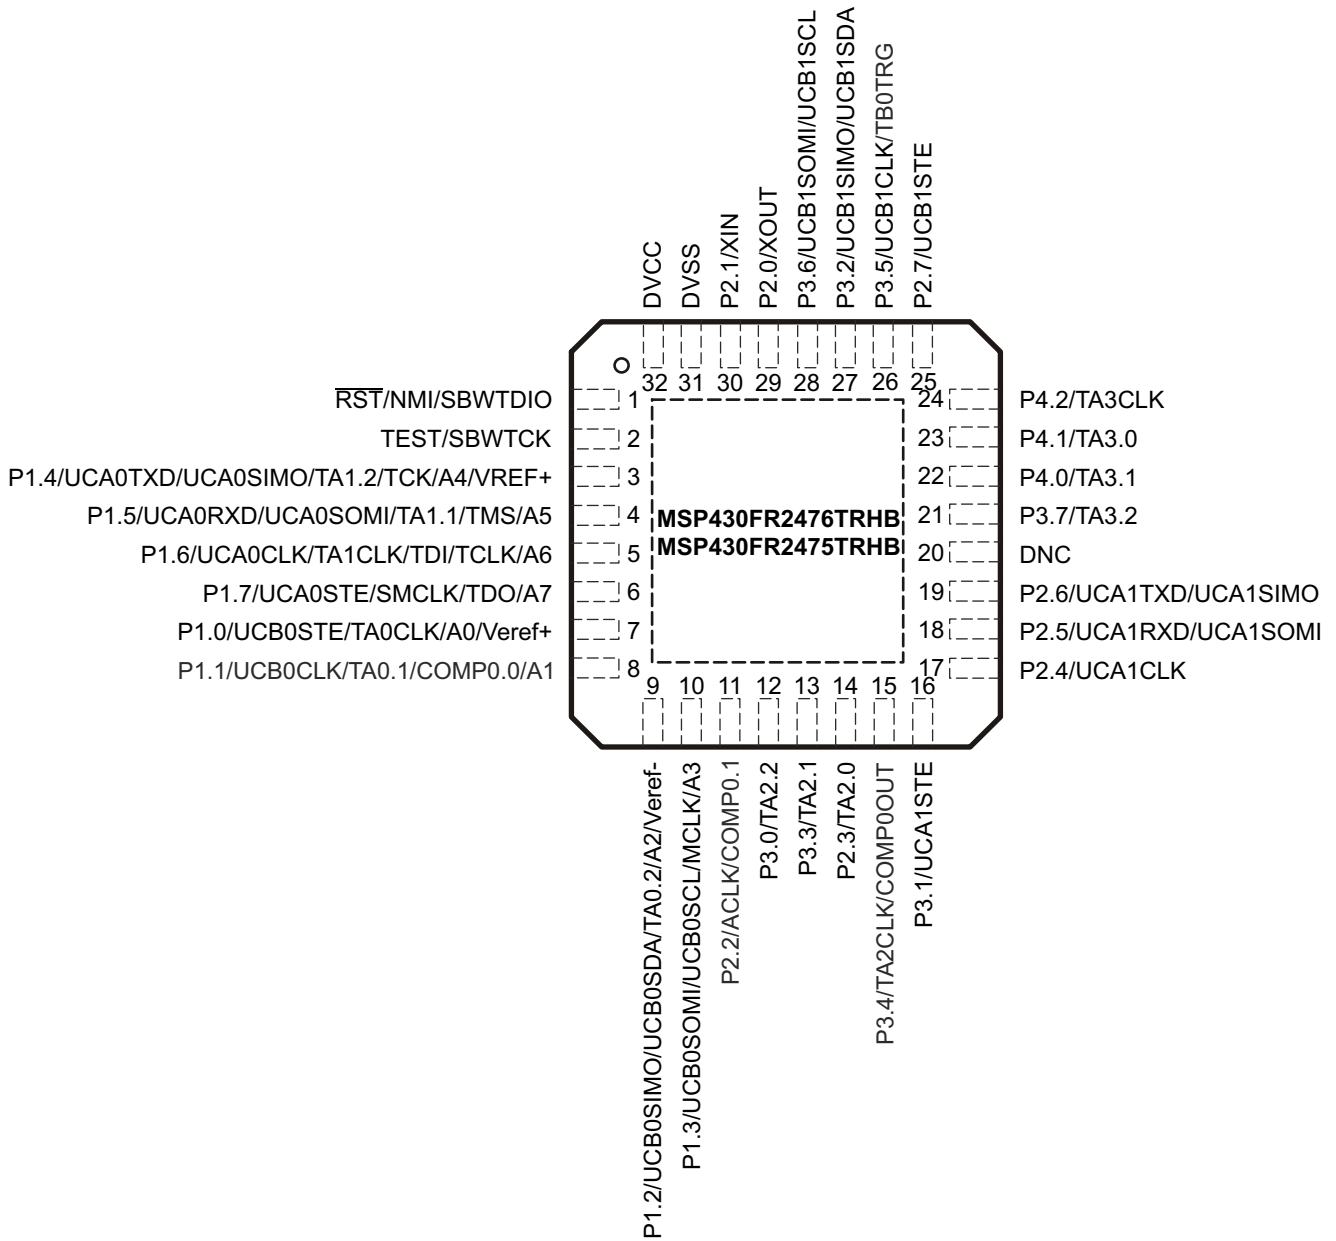 P3.6/UCB1SOMI/UCB1SCL
P3.2/UCB1SIMO/UCB1SDA
P3.5/UCB1CLK/TB0TRG
P2.7/UCB1STE
P2.0/XOUT
P2.1/XIN
DVSS
DVCC
32 31 30 29 28 27 26 25
RST/NMI/SBWTDIO 1
TEST/SBWTCK 2
P1.4/UCA0TXD/UCA0SIMO/TA1.2/TCK/A4/VREF+ 3
P1.5/UCA0RXD/UCA0SOMI/TA1.1/TMS/A5 4
P1.6/UCA0CLK/TA1CLK/TDI/TCLK/A6 5
P1.7/UCA0STE/SMCLK/TDO/A7 6
P1.0/UCB0STE/TA0CLK/A0/Veref+ 7
P1.1/UCB0CLK/TA0.1/COMP0.0/A1 8
MSP430FR2476TRHB
MSP430FR2475TRHB
24 P4.2/TA3CLK
23 P4.1/TA3.0
22 P4.0/TA3.1
21 P3.7/TA3.2
20 DNC
19 P2.6/UCA1TXD/UCA1SIMO
18 P2.5/UCA1RXD/UCA1SOMI
17 P2.4/UCA1CLK
9 10 11 12 13 14 15 16
P1.2/UCB0SIMO/UCB0SDA/TA0.2/A2/Veref-
P1.3/UCB0SOMI/UCB0SCL/MCLK/A3
P2.2/ACLK/COMP0.1
P3.0/TA2.2
P3.3/TA2.1
P2.3/TA2.0
P3.4/TA2CLK/COMP0OUT
P3.1/UCA1STE